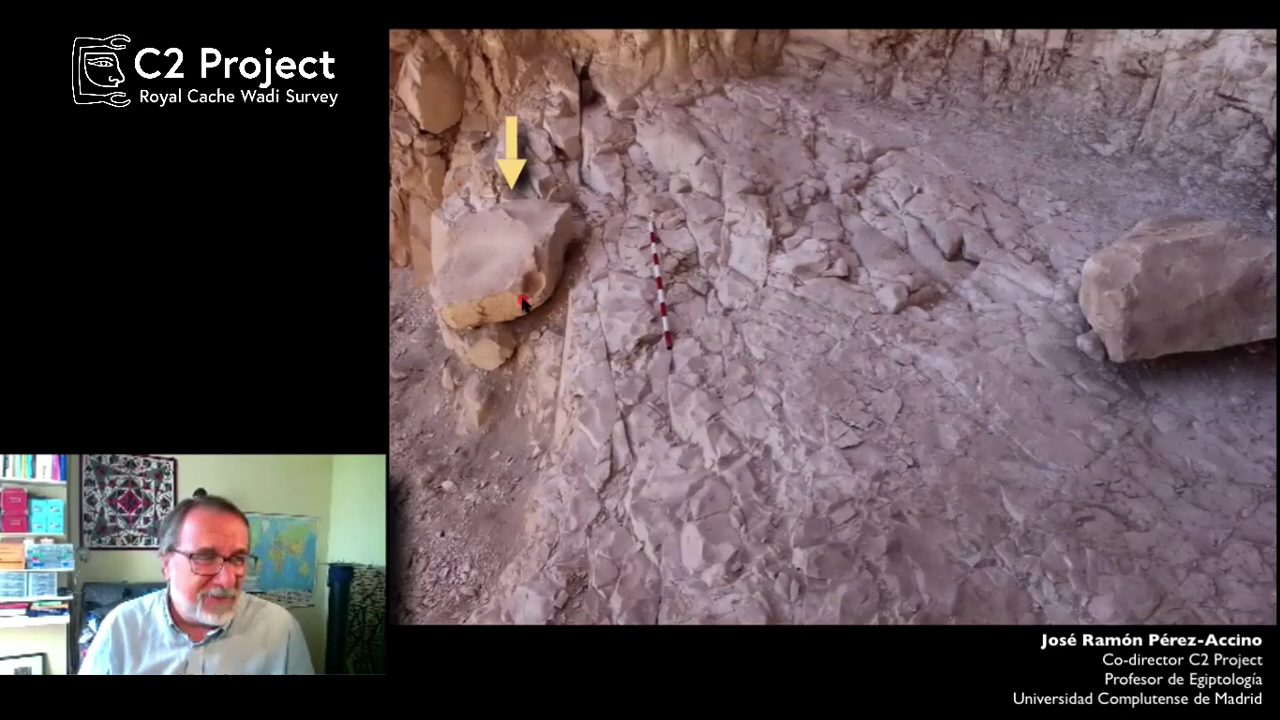 C2 Project
Royal Cache Wadi Survey
José Ramón Pérez-Accino
Co-director C2 Project
Profesor de Egiptología
Universidad Complutense de Madrid